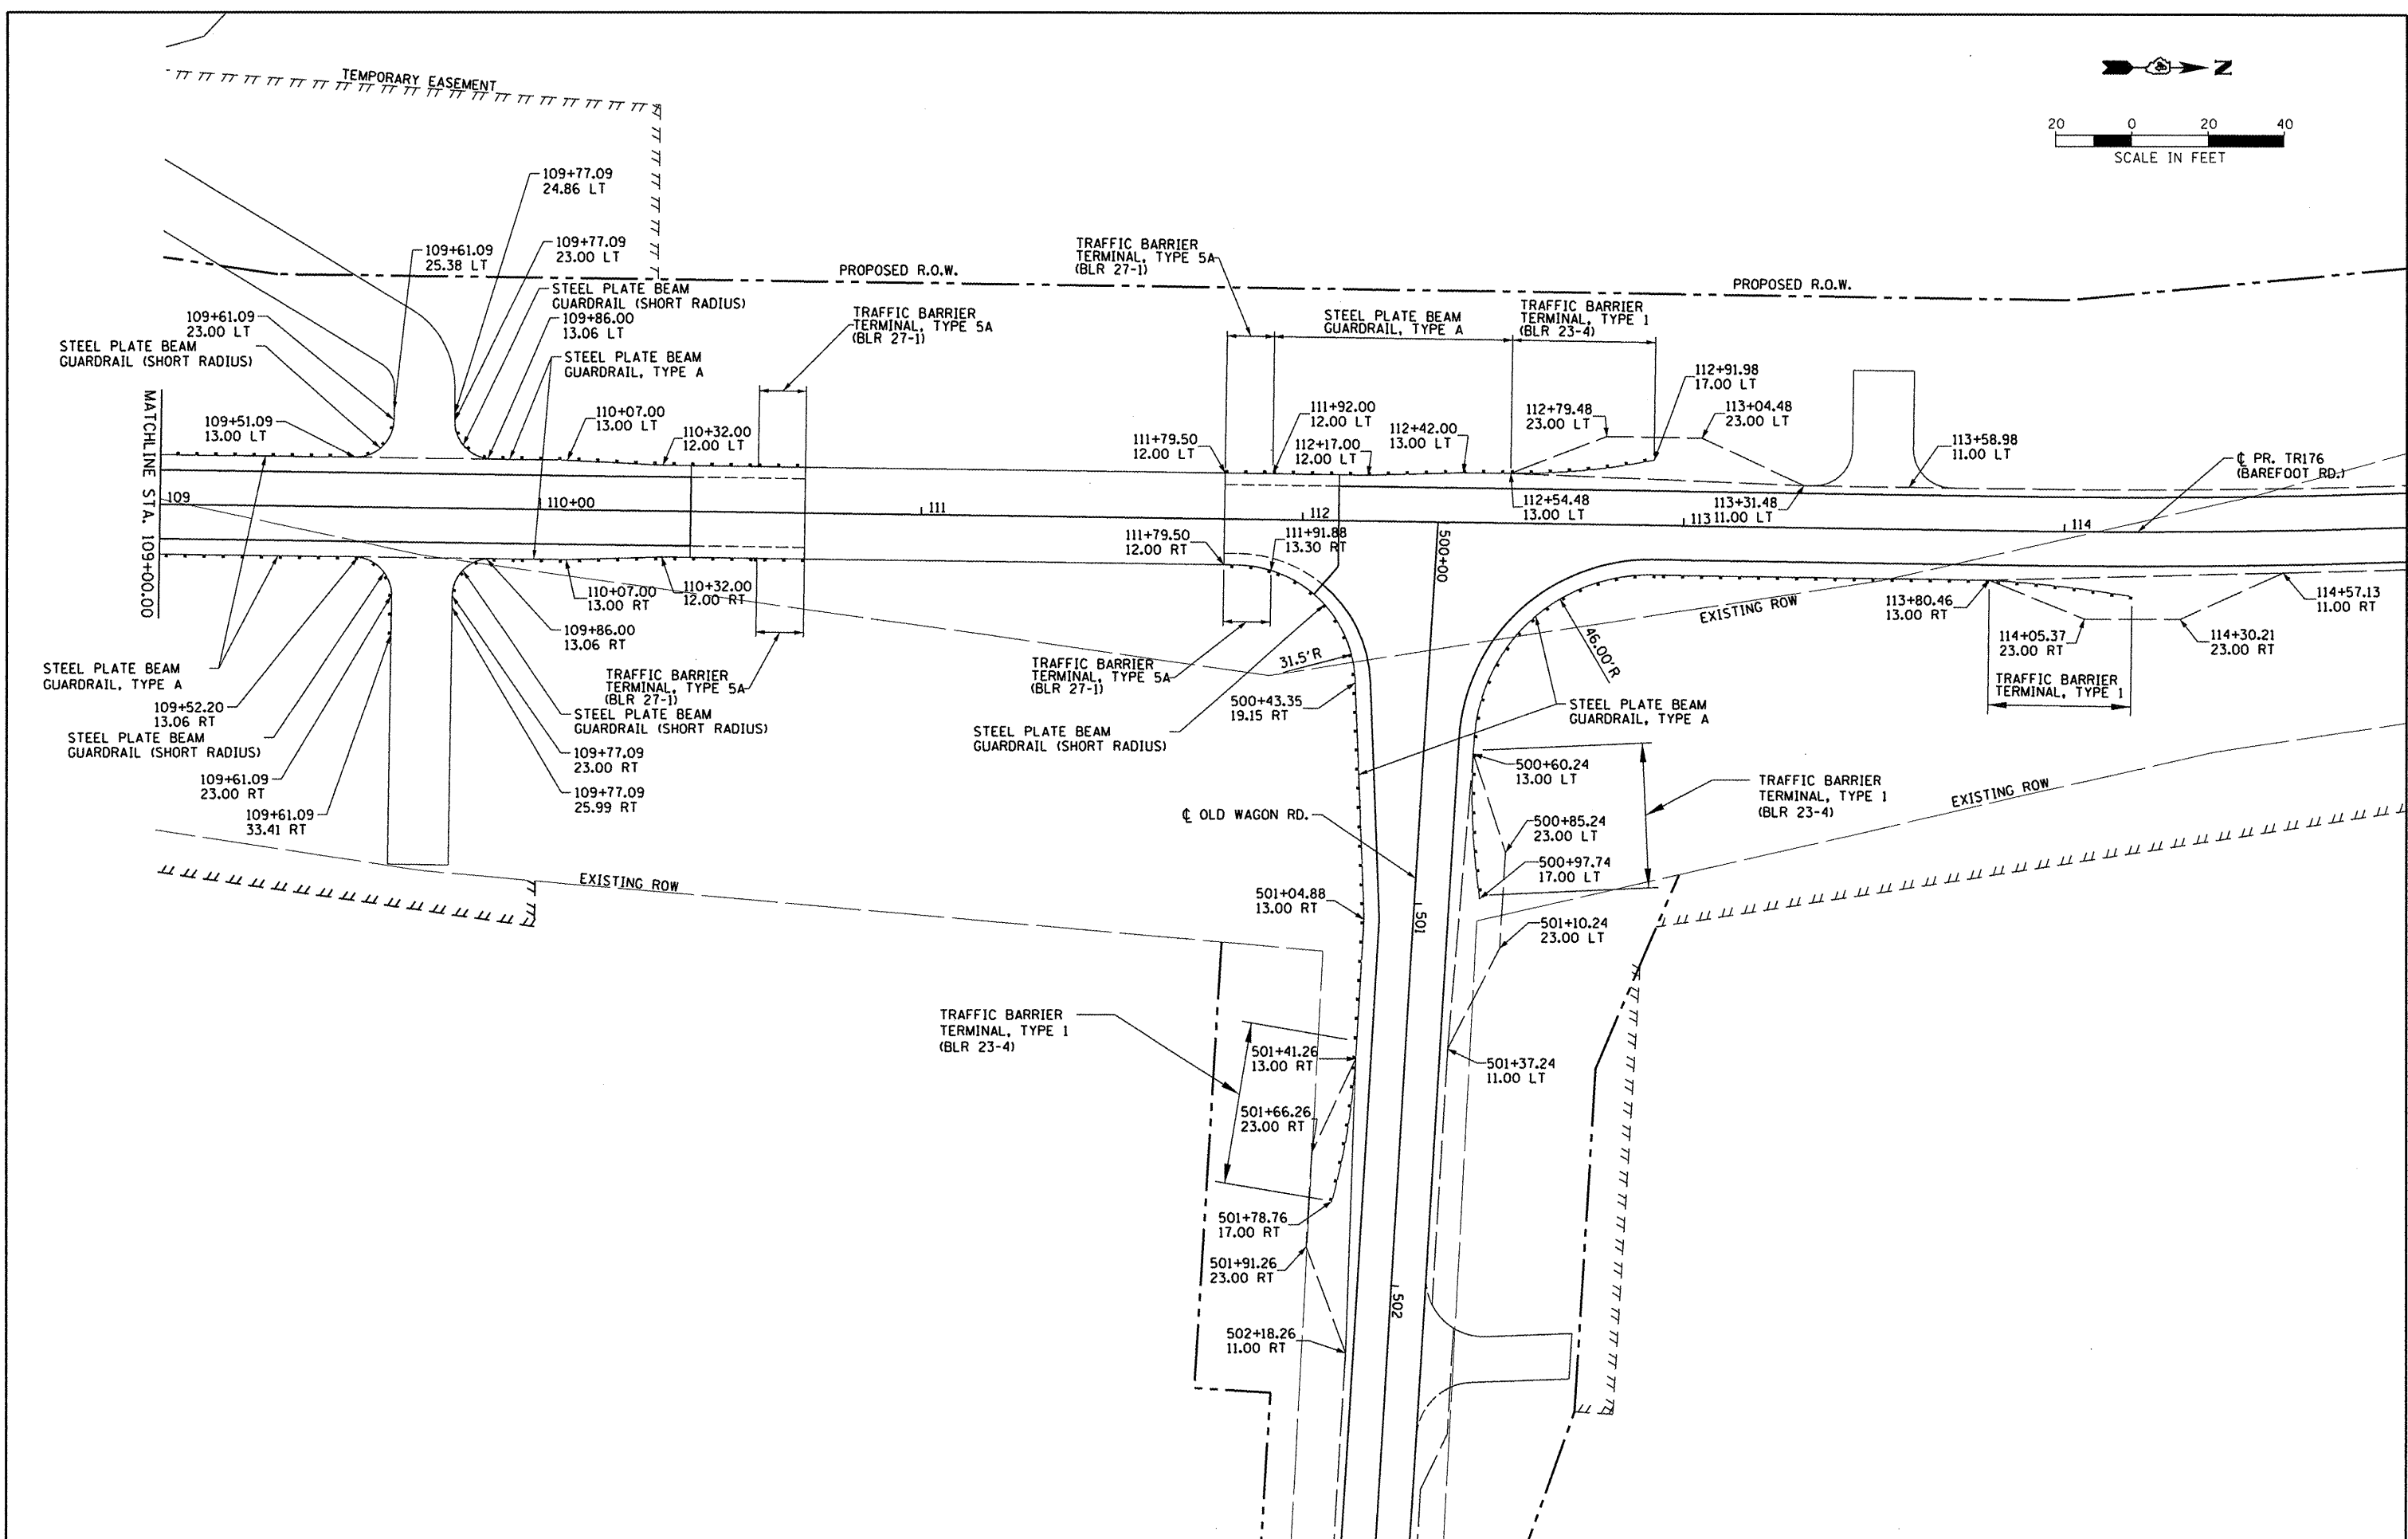 N
20 0 20 40
SCALE IN FEET
TEMPORARY EASEMENT
109+77.09
24.86 LT
109+61.09
25.38 LT
109+77.09
23.00 LT
STEEL PLATE BEAM
GUARDRAIL (SHORT RADIUS)
109+86.00
13.06 LT
109+61.09
23.00 LT
STEEL PLATE BEAM
GUARDRAIL (SHORT RADIUS)
STEEL PLATE BEAM
GUARDRAIL, TYPE A
109+51.09
13.00 LT
110+07.00
13.00 LT
110+32.00
12.00 LT
TRAFFIC BARRIER
TERMINAL, TYPE 5A
(BLR 27-1)
PROPOSED R.O.W.
TRAFFIC BARRIER
TERMINAL, TYPE 5A
(BLR 27-1)
STEEL PLATE BEAM
GUARDRAIL, TYPE A
TRAFFIC BARRIER
TERMINAL, TYPE 1
(BLR 23-4)
PROPOSED R.O.W.
111+79.50
12.00 LT
111+92.00
12.00 LT
112+17.00
12.00 LT
112+42.00
13.00 LT
112+79.48
23.00 LT
112+91.98
17.00 LT
113+04.48
23.00 LT
113+58.98
11.00 LT
℄ PR. TR176
(BAREFOOT RD.)
112+54.48
13.00 LT
113+31.48
11.00 LT
MATCHLINE STA. 109+00.00
109
110+00
111
112
113
114
111+79.50
12.00 RT
111+91.88
13.30 RT
500+00
110+07.00
13.00 RT
110+32.00
12.00 RT
109+86.00
13.06 RT
STEEL PLATE BEAM
GUARDRAIL, TYPE A
109+52.20
13.06 RT
STEEL PLATE BEAM
GUARDRAIL (SHORT RADIUS)
109+61.09
23.00 RT
109+61.09
33.41 RT
TRAFFIC BARRIER
TERMINAL, TYPE 5A
(BLR 27-1)
STEEL PLATE BEAM
GUARDRAIL (SHORT RADIUS)
109+77.09
23.00 RT
109+77.09
25.99 RT
EXISTING ROW
TRAFFIC BARRIER
TERMINAL, TYPE 5A
(BLR 27-1)
31.5'R
500+43.35
19.15 RT
STEEL PLATE BEAM
GUARDRAIL (SHORT RADIUS)
46.00'R
EXISTING ROW
STEEL PLATE BEAM
GUARDRAIL, TYPE A
113+80.46
13.00 RT
114+05.37
23.00 RT
114+30.21
23.00 RT
114+57.13
11.00 RT
TRAFFIC BARRIER
TERMINAL, TYPE 1
500+60.24
13.00 LT
TRAFFIC BARRIER
TERMINAL, TYPE 1
(BLR 23-4)
EXISTING ROW
℄ OLD WAGON RD.
500+85.24
23.00 LT
500+97.74
17.00 LT
501+04.88
13.00 RT
501
501+10.24
23.00 LT
TRAFFIC BARRIER
TERMINAL, TYPE 1
(BLR 23-4)
501+41.26
13.00 RT
501+37.24
11.00 LT
501+66.26
23.00 RT
501+78.76
17.00 RT
501+91.26
23.00 RT
502
502+18.26
11.00 RT